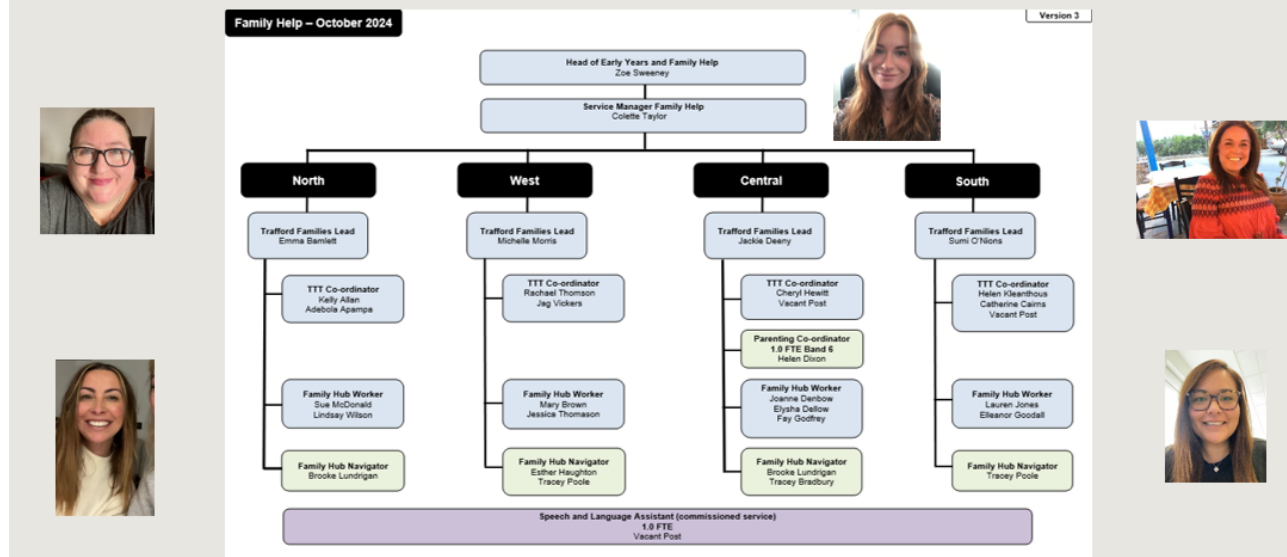 Family Help – October 2024
Version 3
Head of Early Years and Family Help
Zoe Sweeney
Service Manager Family Help
Colette Taylor
North
West
Central
South
Trafford Families Lead
Emma Bamlett
Trafford Families Lead
Michelle Morris
Trafford Families Lead
Jackie Deeny
Trafford Families Lead
Sumi O'Nions
TTT Co-ordinator
Kelly Allan
Adebola Apampa
TTT Co-ordinator
Rachael Thomson
Jag Vickers
TTT Co-ordinator
Cheryl Hewitt
Vacant Post
TTT Co-ordinator
Helen Kleanthous
Catherine Cairns
Vacant Post
Parenting Co-ordinator
1.0 FTE Band 6
Helen Dixon
Family Hub Worker
Sue McDonald
Lindsay Wilson
Family Hub Worker
Mary Brown
Jessica Thomason
Family Hub Worker
Joanne Denbow
Elysha Dellow
Fay Godfrey
Family Hub Worker
Lauren Jones
Elleanor Goodall
Family Hub Navigator
Brooke Lundrigan
Family Hub Navigator
Esther Haughton
Tracey Poole
Family Hub Navigator
Brooke Lundrigan
Tracey Bradbury
Family Hub Navigator
Tracey Poole
Speech and Language Assistant (commissioned service)
1.0 FTE
Vacant Post